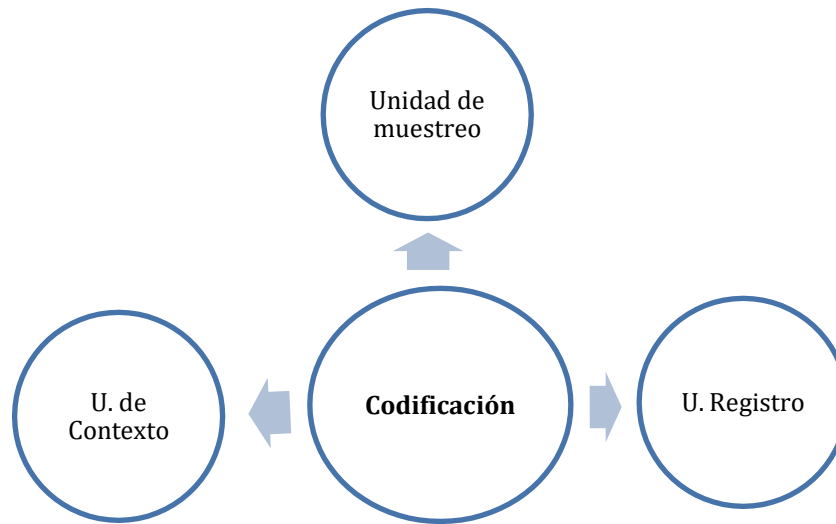 Unidad de
muestreo
U. de
Contexto
Codificación
U. Registro